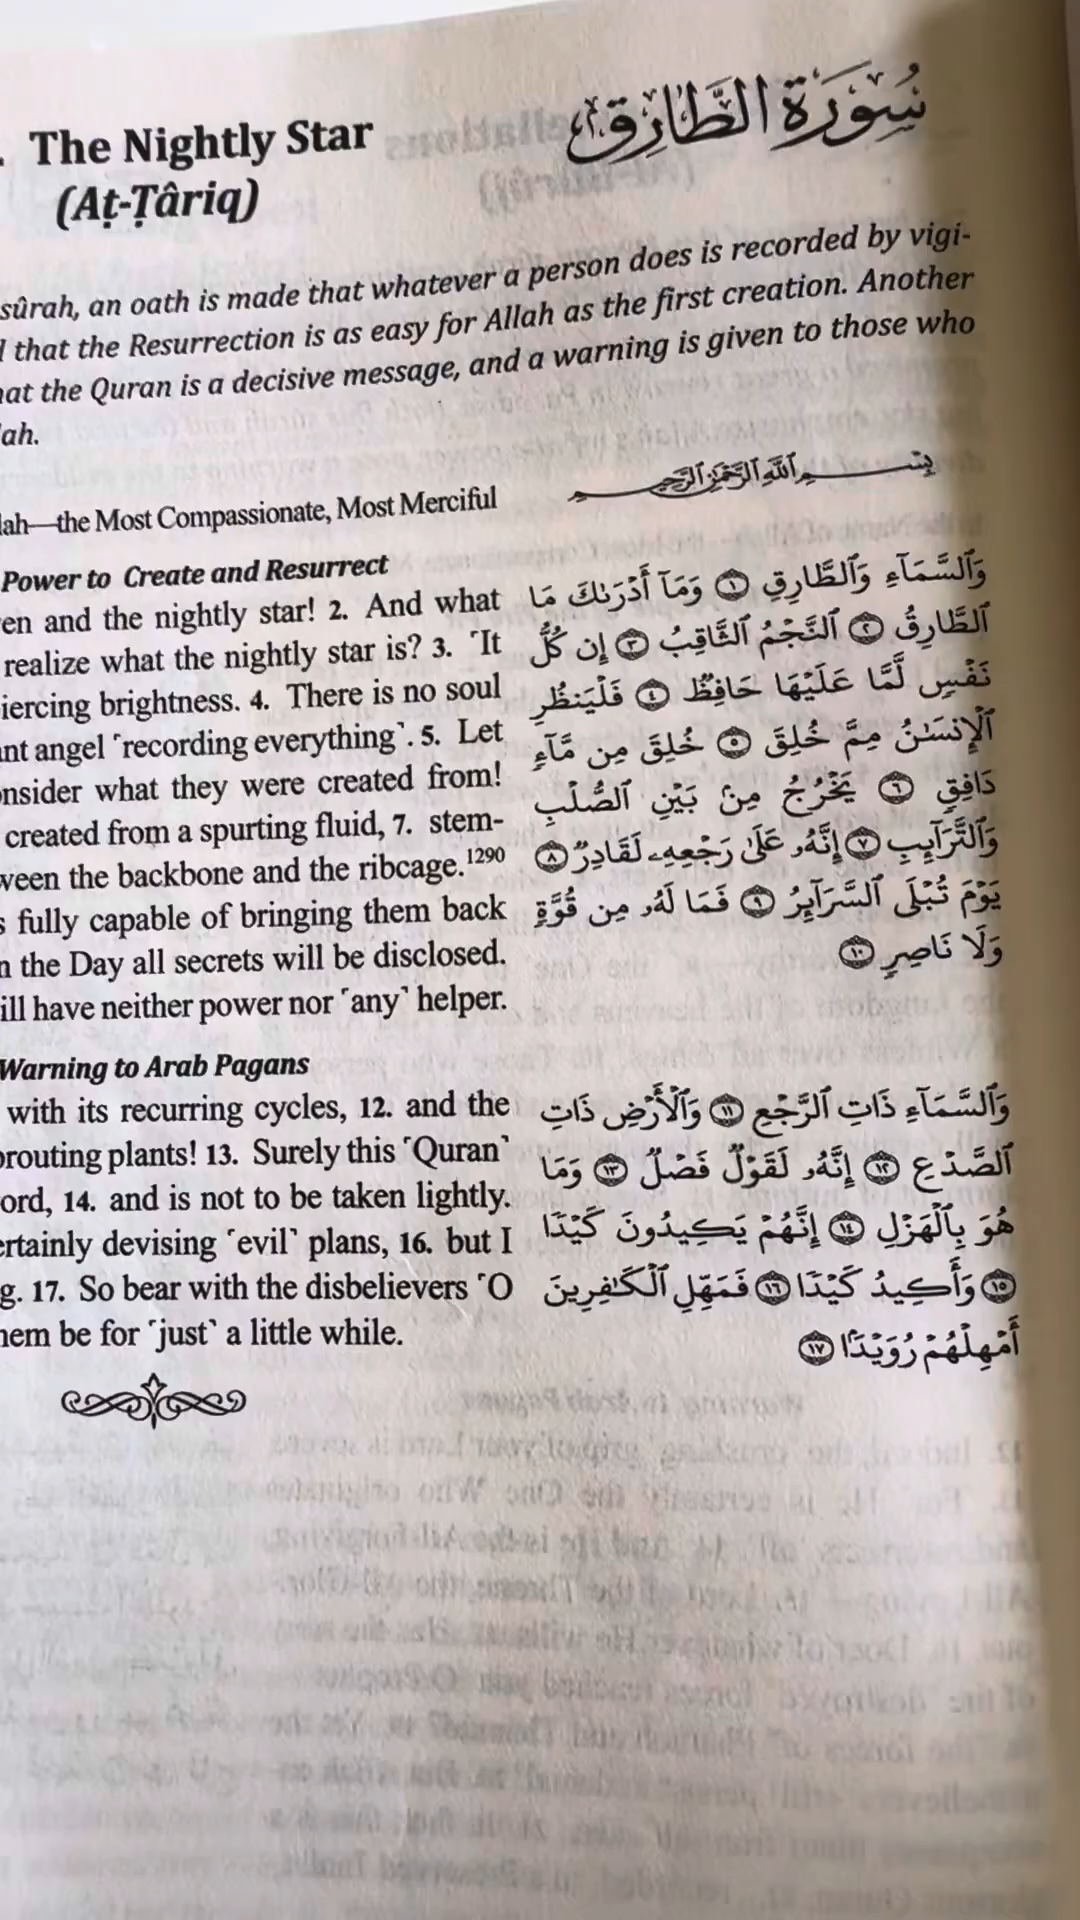 . The Nightly Star
(Aṭ-Ṭâriq)
سُورَةُ الطَّارِقِ
sûrah, an oath is made that whatever a person does is recorded by vigi-
that the Resurrection is as easy for Allah as the first creation. Another
the Quran is a decisive message, and a warning is given to those who
lah.
بِسْمِ ٱللَّهِ ٱلرَّحْمَٰنِ ٱلرَّحِيمِ
lah—the Most Compassionate, Most Merciful
Power to Create and Resurrect
en and the nightly star! 2. And what
realize what the nightly star is? 3. ˹It
iercing brightness. 4. There is no soul
nt angel ˹recording everything˺. 5. Let
nsider what they were created from!
created from a spurting fluid, 7. stem-
ween the backbone and the ribcage.1290
s fully capable of bringing them back
n the Day all secrets will be disclosed.
ill have neither power nor ˹any˺ helper.
وَٱلسَّمَآءِ وَٱلطَّارِقِ ١ وَمَآ أَدْرَىٰكَ مَا
ٱلطَّارِقُ ٢ ٱلنَّجْمُ ٱلثَّاقِبُ ٣ إِن كُلُّ
نَفْسٍ لَّمَّا عَلَيْهَا حَافِظٌ ٤ فَلْيَنظُرِ
ٱلْإِنسَٰنُ مِمَّ خُلِقَ ٥ خُلِقَ مِن مَّآءٍ
دَافِقٍ ٦ يَخْرُجُ مِنۢ بَيْنِ ٱلصُّلْبِ
وَٱلتَّرَآئِبِ ٧ إِنَّهُۥ عَلَىٰ رَجْعِهِۦ لَقَادِرٌ ٨
يَوْمَ تُبْلَى ٱلسَّرَآئِرُ ٩ فَمَا لَهُۥ مِن قُوَّةٍ
وَلَا نَاصِرٍ ١٠
Warning to Arab Pagans
with its recurring cycles, 12. and the
prouting plants! 13. Surely this ˹Quran˺
ord, 14. and is not to be taken lightly.
ertainly devising ˹evil˺ plans, 16. but I
g. 17. So bear with the disbelievers ˹O
hem be for ˹just˺ a little while.
وَٱلسَّمَآءِ ذَاتِ ٱلرَّجْعِ ١١ وَٱلْأَرْضِ ذَاتِ
ٱلصَّدْعِ ١٢ إِنَّهُۥ لَقَوْلٌ فَصْلٌ ١٣ وَمَا
هُوَ بِٱلْهَزْلِ ١٤ إِنَّهُمْ يَكِيدُونَ كَيْدًا
١٥ وَأَكِيدُ كَيْدًا ١٦ فَمَهِّلِ ٱلْكَٰفِرِينَ
أَمْهِلْهُمْ رُوَيْدًۢا ١٧